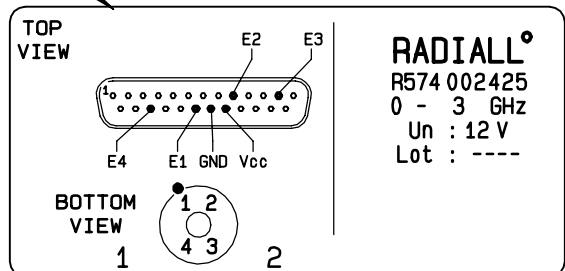 TOP
VIEW
E2 E3
1
E4 E1 GND Vcc
BOTTOM
VIEW
1 2
4 3
1 2
RADIALL°
R574 002425
0 - 3 GHz
Un : 12 V
Lot : ----